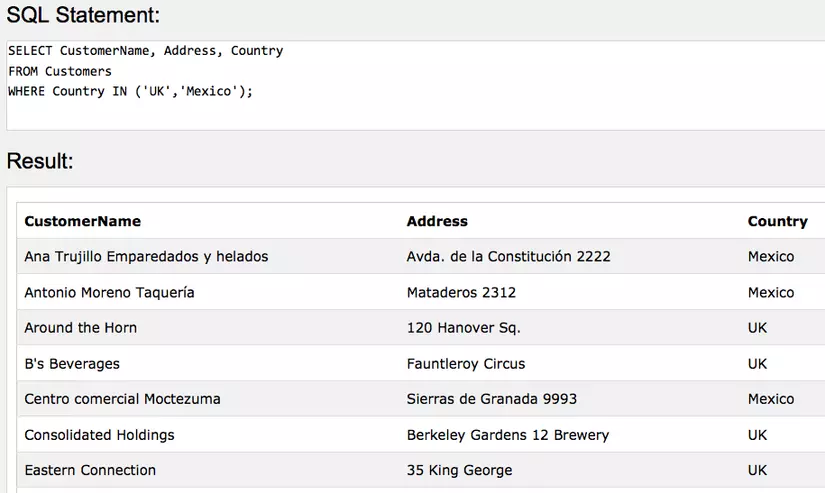 SQL Statement:
SELECT CustomerName, Address, Country
FROM Customers
WHERE Country IN ('UK','Mexico');
Result:
CustomerName Address Country
Ana Trujillo Emparedados y helados Avda. de la Constitución 2222 Mexico
Antonio Moreno Taquería Mataderos 2312 Mexico
Around the Horn 120 Hanover Sq. UK
B's Beverages Fauntleroy Circus UK
Centro comercial Moctezuma Sierras de Granada 9993 Mexico
Consolidated Holdings Berkeley Gardens 12 Brewery UK
Eastern Connection 35 King George UK